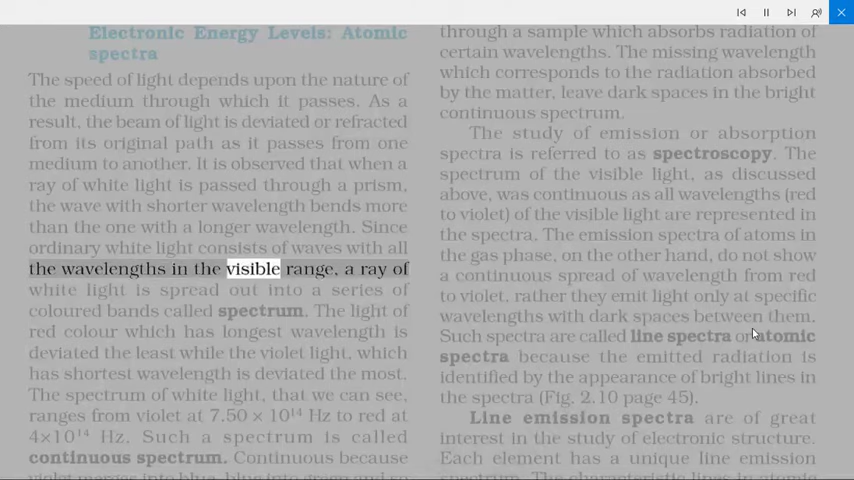 Electronic Energy Levels: Atomic
spectra
The speed of light depends upon the nature of
the medium through which it passes. As a
result, the beam of light is deviated or refracted
from its original path as it passes from one
medium to another. It is observed that when a
ray of white light is passed through a prism,
the wave with shorter wavelength bends more
than the one with a longer wavelength. Since
ordinary white light consists of waves with all
the wavelengths in the visible range, a ray of
white light is spread out into a series of
coloured bands called spectrum. The light of
red colour which has longest wavelength is
deviated the least while the violet light, which
has shortest wavelength is deviated the most.
The spectrum of white light, that we can see,
ranges from violet at 7.50 × 10¹⁴ Hz to red at
4×10¹⁴ Hz. Such a spectrum is called
continuous spectrum. Continuous because
violet merges into blue, blue into green and so
through a sample which absorbs radiation of
certain wavelengths. The missing wavelength
which corresponds to the radiation absorbed
by the matter, leave dark spaces in the bright
continuous spectrum.
The study of emission or absorption
spectra is referred to as spectroscopy. The
spectrum of the visible light, as discussed
above, was continuous as all wavelengths (red
to violet) of the visible light are represented in
the spectra. The emission spectra of atoms in
the gas phase, on the other hand, do not show
a continuous spread of wavelength from red
to violet, rather they emit light only at specific
wavelengths with dark spaces between them.
Such spectra are called line spectra or atomic
spectra because the emitted radiation is
identified by the appearance of bright lines in
the spectra (Fig. 2.10 page 45).
Line emission spectra are of great
interest in the study of electronic structure.
Each element has a unique line emission
spectrum. The characteristic lines in atomic